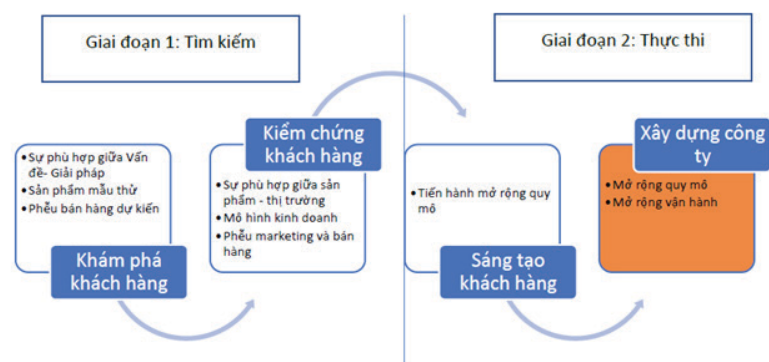 Giai đoạn 1: Tìm kiếm
Giai đoạn 2: Thực thi
•Sự phù hợp giữa Vấn
đề- Giải pháp
•Sản phẩm mẫu thử
•Phễu bán hàng dự kiến
Khám phá
khách hàng
Kiểm chứng
khách hàng
•Sự phù hợp giữa sản
phẩm - thị trường
•Mô hình kinh doanh
•Phễu marketing và bán
hàng
•Tiến hành mở rộng quy
mô
Sáng tạo
khách hàng
Xây dựng công
ty
•Mở rộng quy mô
•Mở rộng vận hành